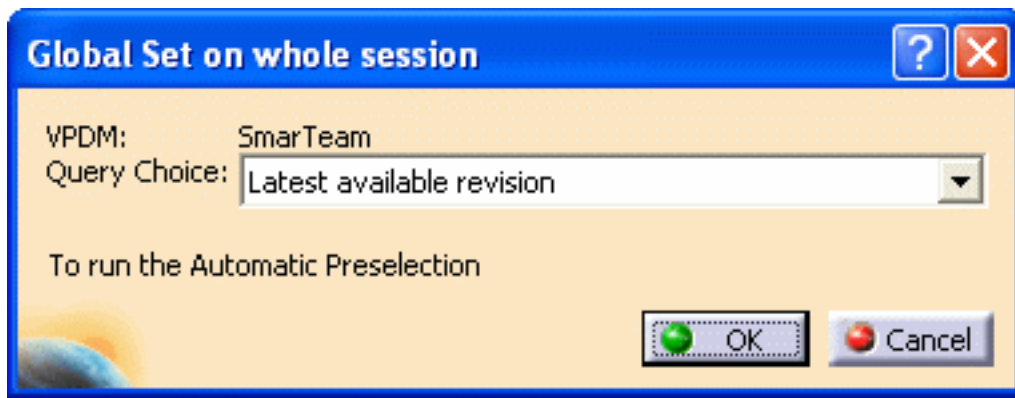 Global Set on whole session
?
VPDM: SmarTeam
Query Choice: Latest available revision
To run the Automatic Preselection
OK Cancel